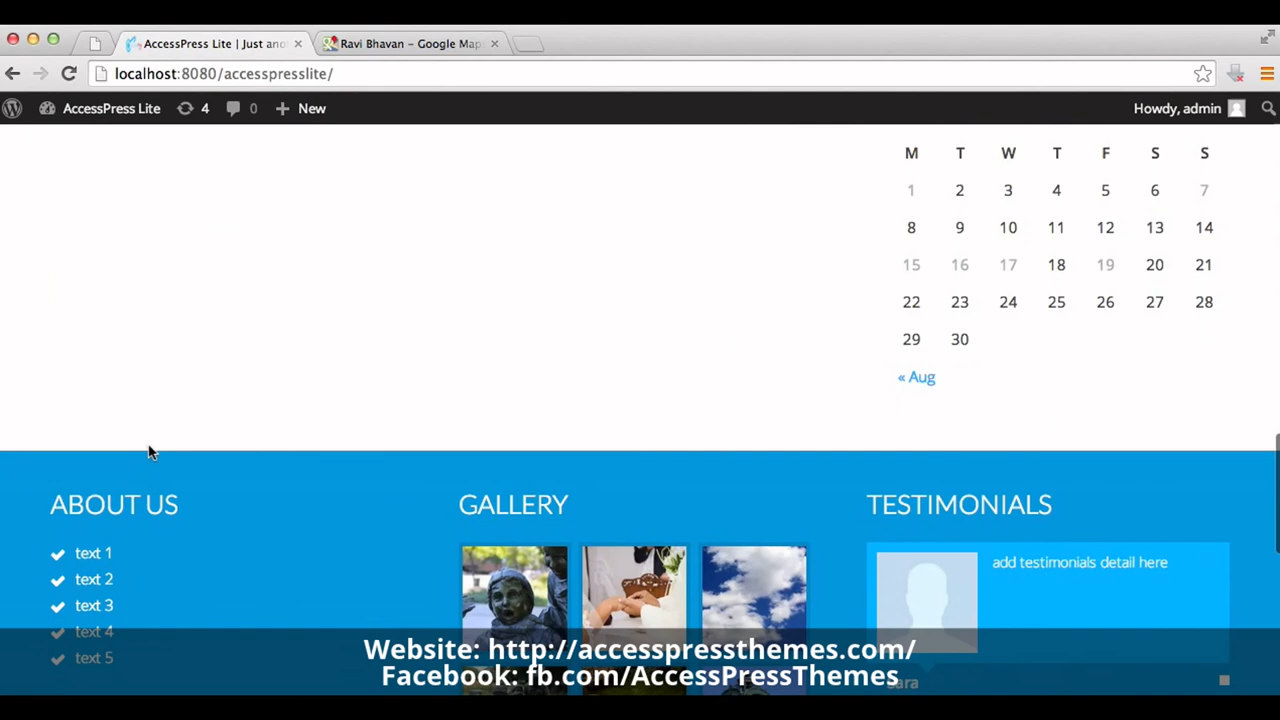 AccessPress Lite | Just ano
Ravi Bhavan - Google Map
localhost:8080/accesspresslite/
AccessPress Lite 4 0 New
Howdy, admin
M T W T F S S
1 2 3 4 5 6 7
8 9 10 11 12 13 14
15 16 17 18 19 20 21
22 23 24 25 26 27 28
29 30
« Aug
ABOUT US
text 1
text 2
text 3
text 4
text 5
GALLERY
TESTIMONIALS
add testimonials detail here
sara
Website: http://accesspressthemes.com/
Facebook: fb.com/AccessPressThemes